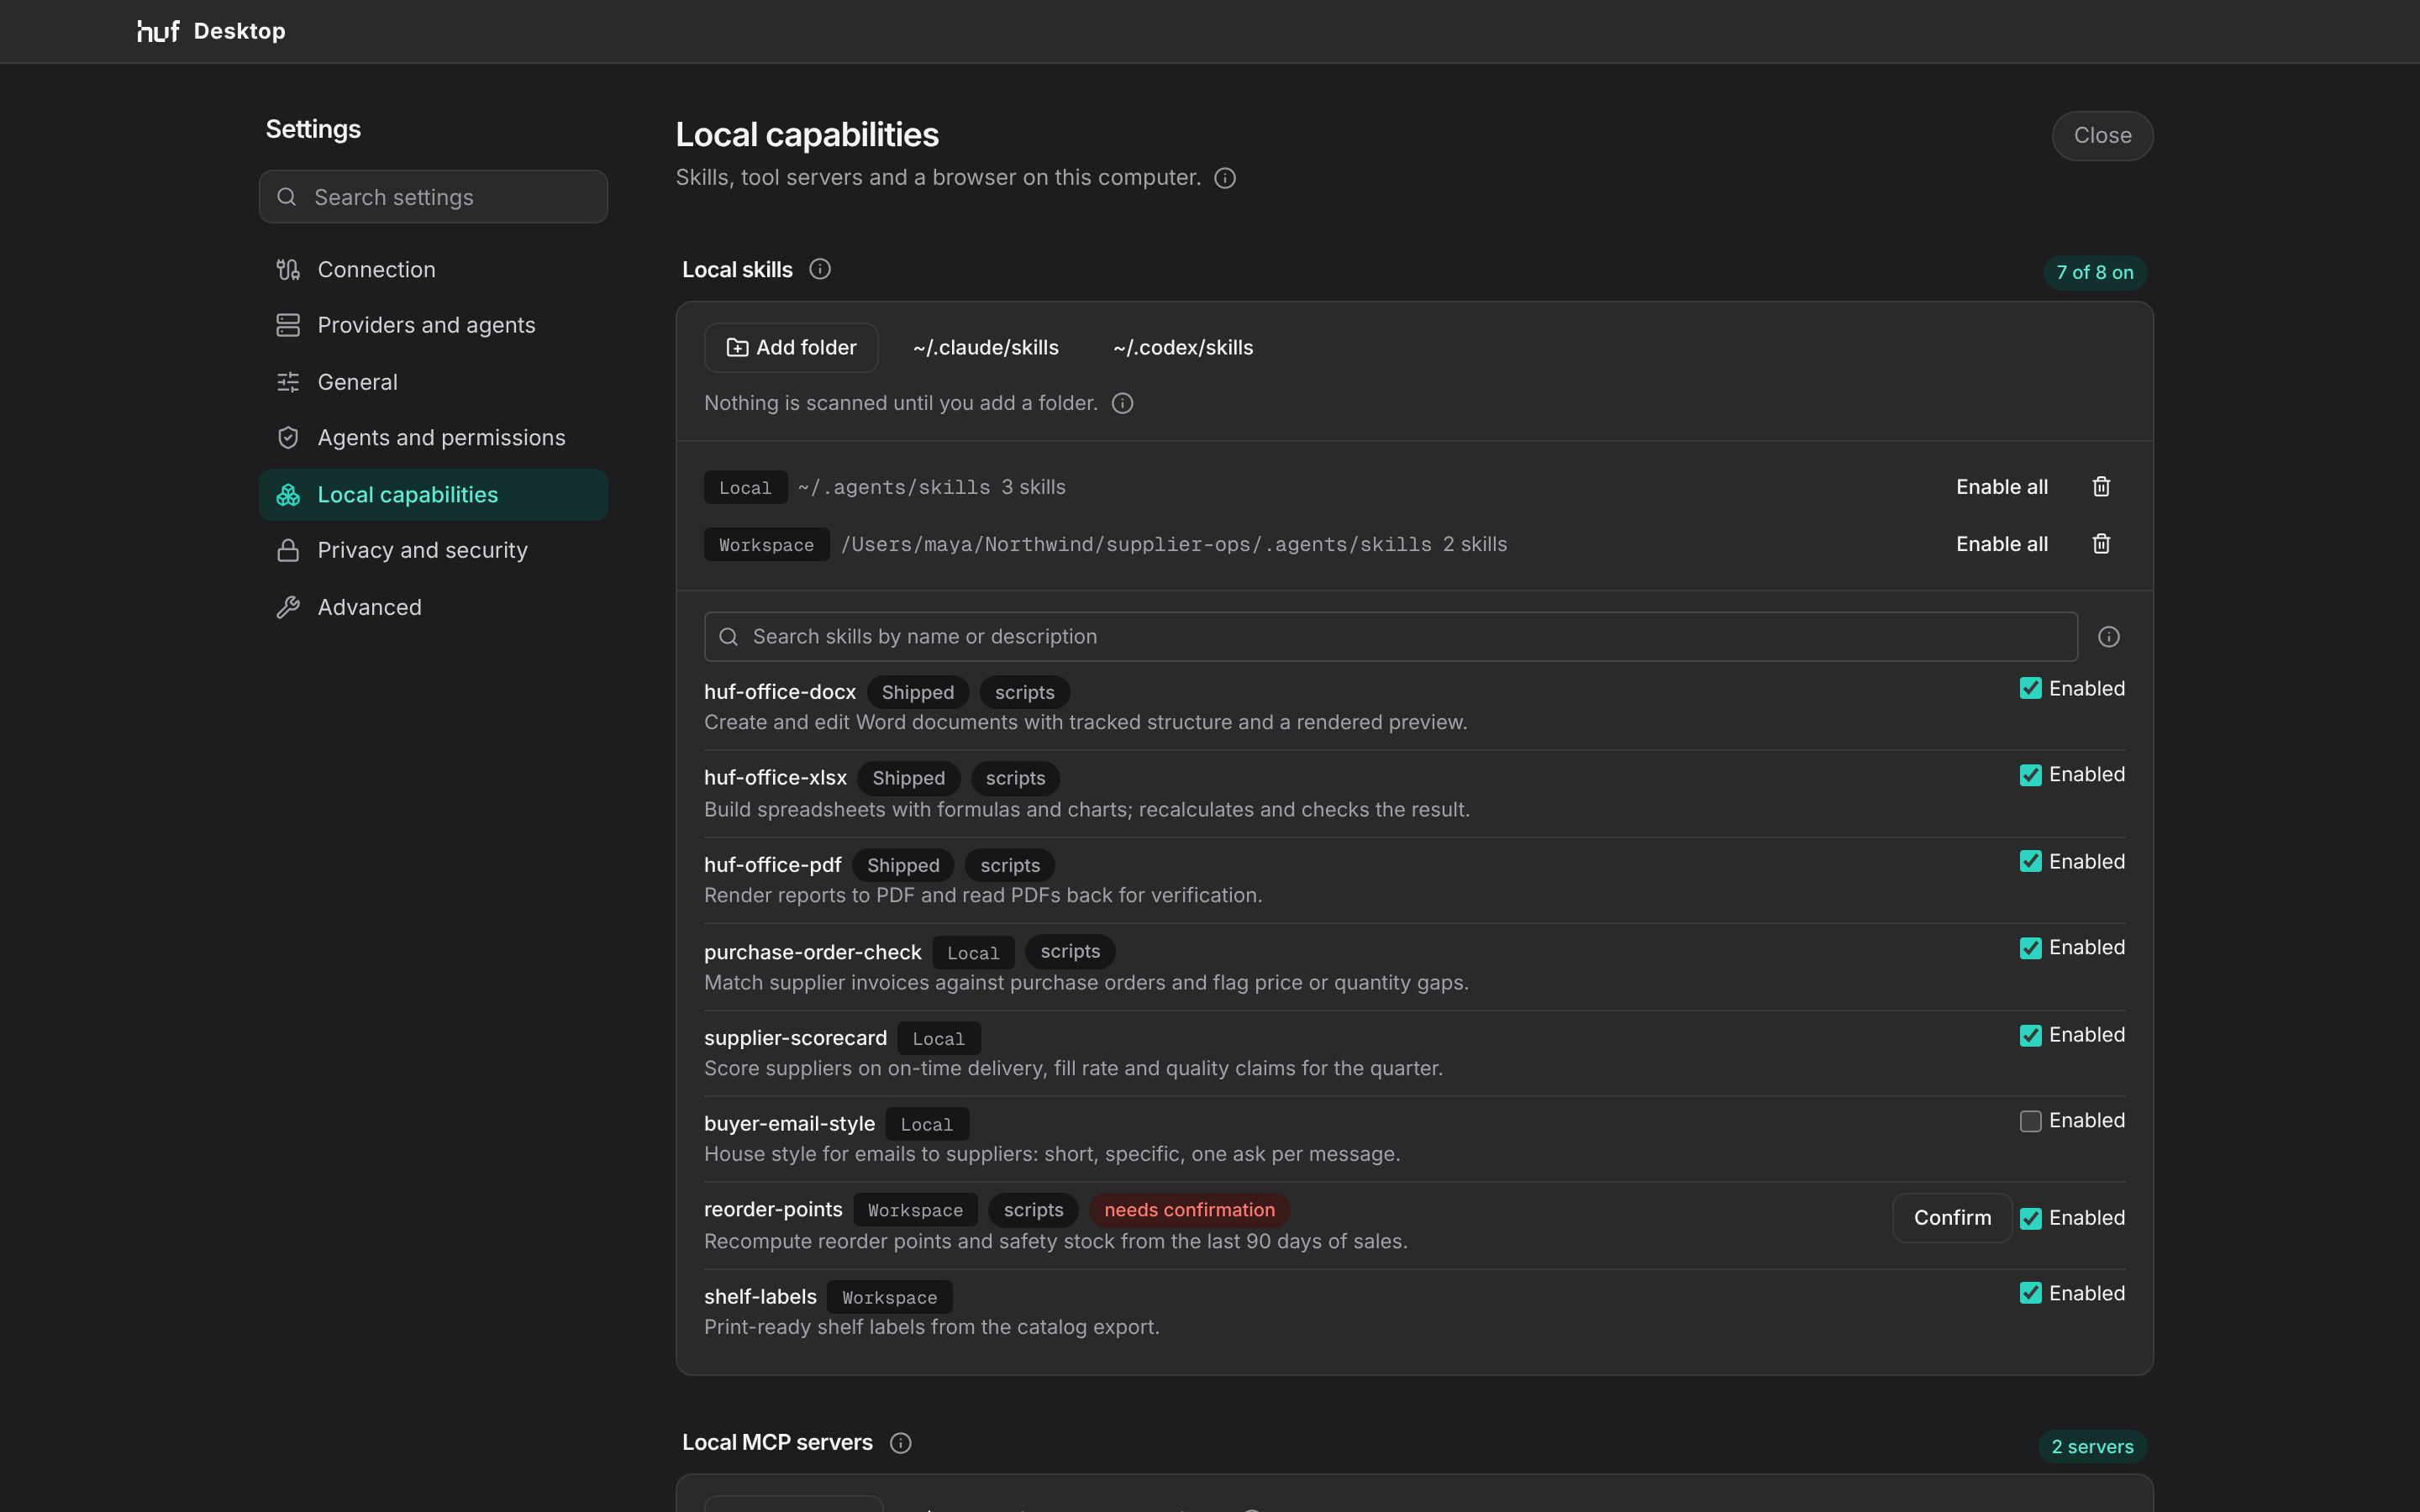 huf Desktop
Settings
Search settings
Connection
Providers and agents
General
Agents and permissions
Local capabilities
Privacy and security
Advanced
Local capabilities
Close
Skills, tool servers and a browser on this computer.
Local skills
7 of 8 on
Add folder ~/.claude/skills ~/.codex/skills
Nothing is scanned until you add a folder.
Local ~/.agents/skills 3 skills Enable all
Workspace /Users/maya/Northwind/supplier-ops/.agents/skills 2 skills Enable all
Search skills by name or description
huf-office-docx Shipped scripts Enabled
Create and edit Word documents with tracked structure and a rendered preview.
huf-office-xlsx Shipped scripts Enabled
Build spreadsheets with formulas and charts; recalculates and checks the result.
huf-office-pdf Shipped scripts Enabled
Render reports to PDF and read PDFs back for verification.
purchase-order-check Local scripts Enabled
Match supplier invoices against purchase orders and flag price or quantity gaps.
supplier-scorecard Local Enabled
Score suppliers on on-time delivery, fill rate and quality claims for the quarter.
buyer-email-style Local Enabled
House style for emails to suppliers: short, specific, one ask per message.
reorder-points Workspace scripts needs confirmation Confirm Enabled
Recompute reorder points and safety stock from the last 90 days of sales.
shelf-labels Workspace Enabled
Print-ready shelf labels from the catalog export.
Local MCP servers
2 servers